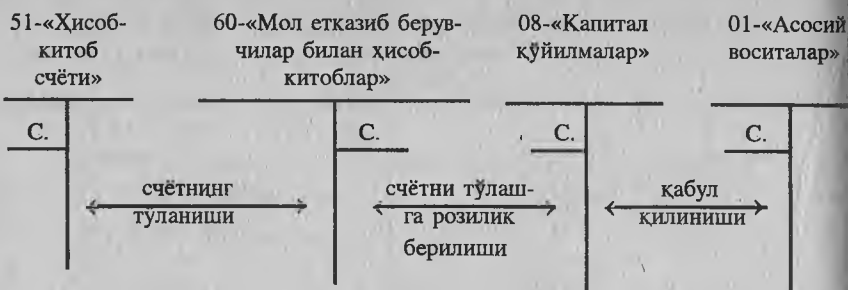 51-«Ҳисоб-
китоб
счёти»
60-«Мол етказиб берув-
чилар билан ҳисоб-
китоблар»
08-«Капитал
қўйилмалар»
01-«Асосий
воситалар»
С.
С.
С.
С.
счётнинг
тўланиши
счётни тўлаш-
га розилик
берилиши
қабул
қилиниши